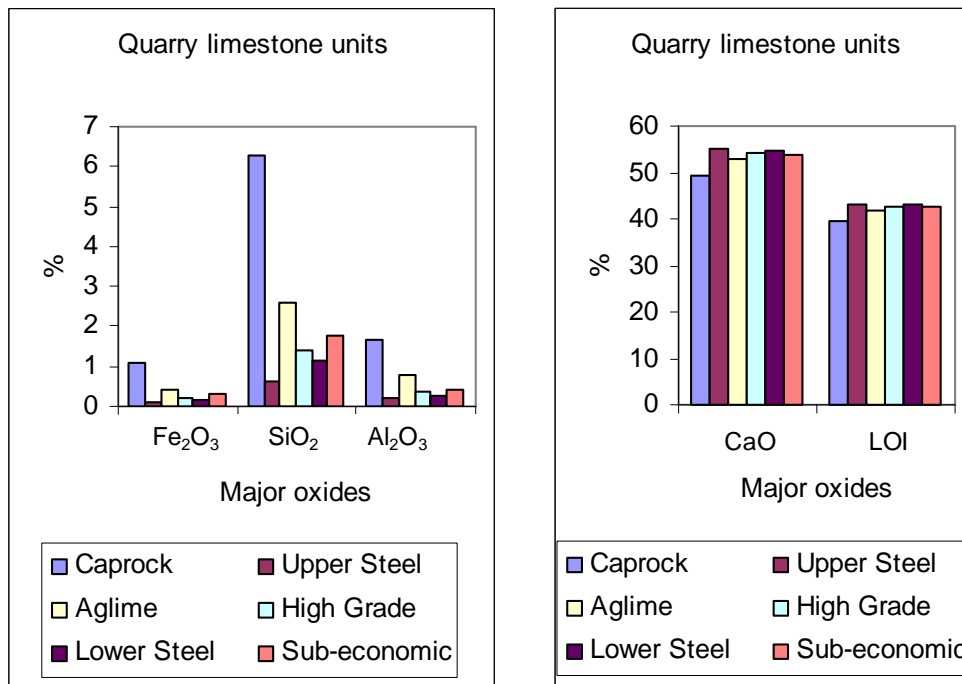 Quarry limestone units
7
6
5
4
3
2
1
0
%
Fe₂O₃ SiO₂ Al₂O₃
Major oxides
Caprock Upper Steel
Aglime High Grade
Lower Steel Sub-economic
Quarry limestone units
60
50
40
30
20
10
0
%
CaO LOI
Major oxides
Caprock Upper Steel
Aglime High Grade
Lower Steel Sub-economic